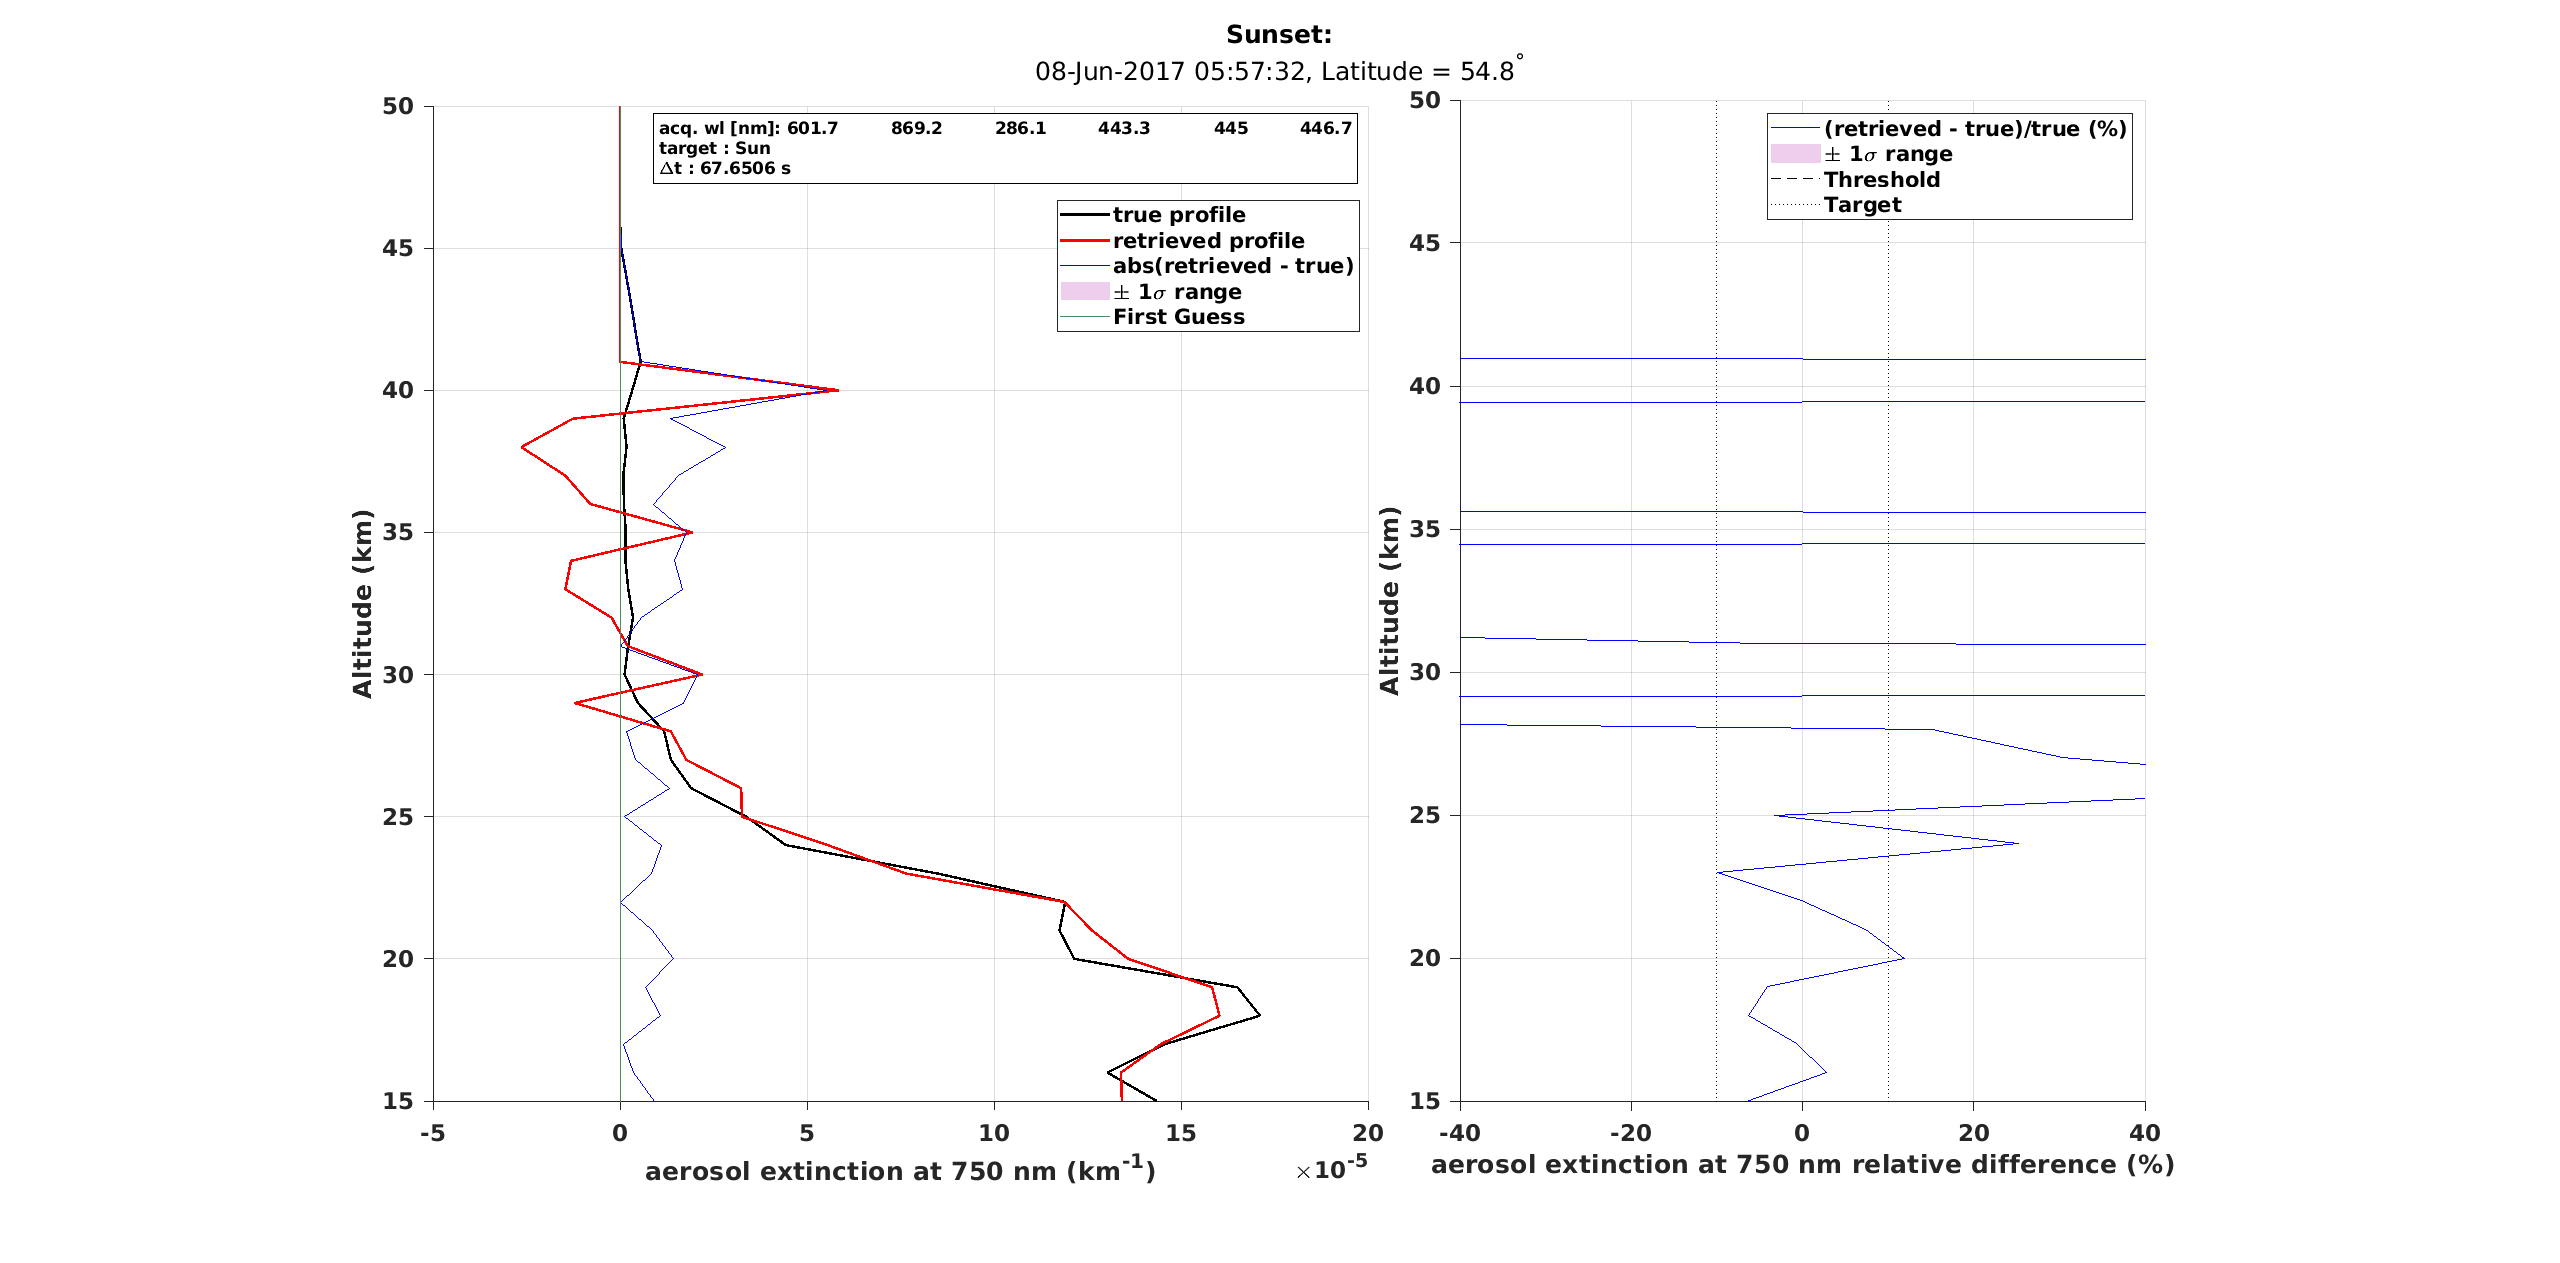 Sunset:
08-Jun-2017 05:57:32, Latitude = 54.8°
acq. wl [nm]: 601.7 869.2 286.1 443.3 445 446.7
target : Sun
Δt : 67.6506 s
true profile
retrieved profile
abs(retrieved - true)
± 1σ range
First Guess
50
45
40
35
30
25
20
15
Altitude (km)
-5 0 5 10 15 20
aerosol extinction at 750 nm (km⁻¹)
×10⁻⁵
(retrieved - true)/true (%)
± 1σ range
Threshold
Target
50
45
40
35
30
25
20
15
Altitude (km)
-40 -20 0 20 40
aerosol extinction at 750 nm relative difference (%)